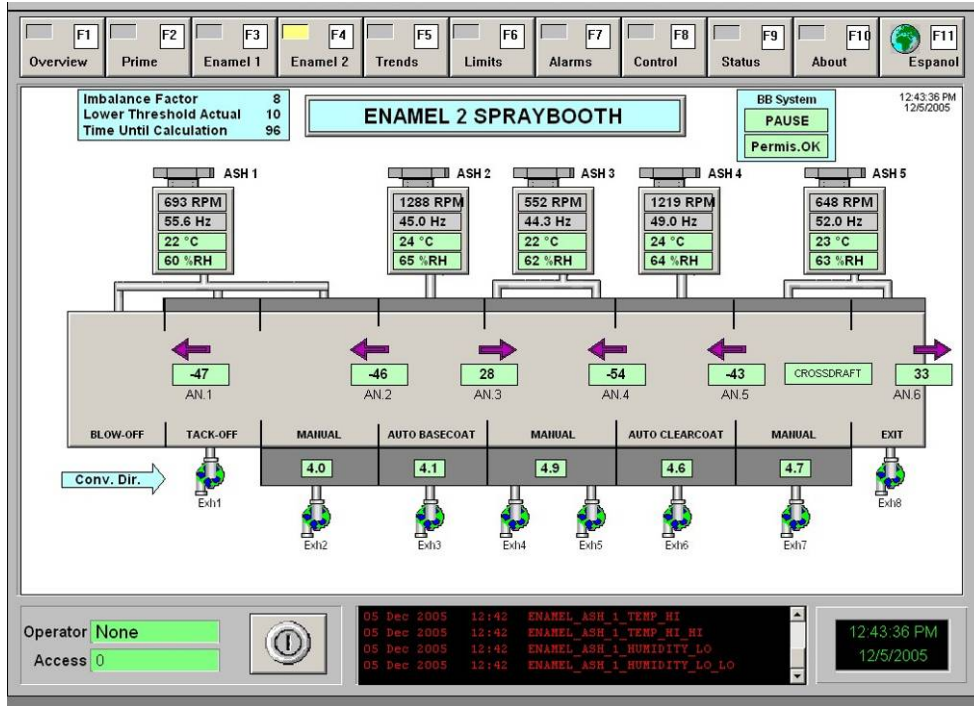 F1 F2 F3 F4 F5 F6 F7 F8 F9 F10 F11
Overview Prime Enamel 1 Enamel 2 Trends Limits Alarms Control Status About Espanol
Imbalance Factor 8
Lower Threshold Actual 10
Time Until Calculation 96
ENAMEL 2 SPRAYBOOTH
BB System
PAUSE
Permis.OK
12:43:36 PM
12/5/2005
ASH 1 ASH 2 ASH 3 ASH 4 ASH 5
693 RPM 1288 RPM 552 RPM 1219 RPM 648 RPM
55.6 Hz 45.0 Hz 44.3 Hz 49.0 Hz 52.0 Hz
22 °C 24 °C 22 °C 24 °C 23 °C
60 %RH 65 %RH 62 %RH 64 %RH 63 %RH
-47 -46 28 -54 -43 CROSSDRAFT 33
AN.1 AN.2 AN.3 AN.4 AN.5 AN.6
BLOW-OFF TACK-OFF MANUAL AUTO BASECOAT MANUAL AUTO CLEARCOAT MANUAL EXIT
Conv. Dir. 4.0 4.1 4.9 4.6 4.7
Exh1 Exh8
Exh2 Exh3 Exh4 Exh5 Exh6 Exh7
Operator None
Access 0
05 Dec 2005 12:42 ENAMEL_ASH_1_TEMP_HI
05 Dec 2005 12:42 ENAMEL_ASH_1_TEMP_HI_HI
05 Dec 2005 12:42 ENAMEL_ASH_1_HUMIDITY_LO
05 Dec 2005 12:42 ENAMEL_ASH_1_HUMIDITY_LO_LO
12:43:36 PM
12/5/2005